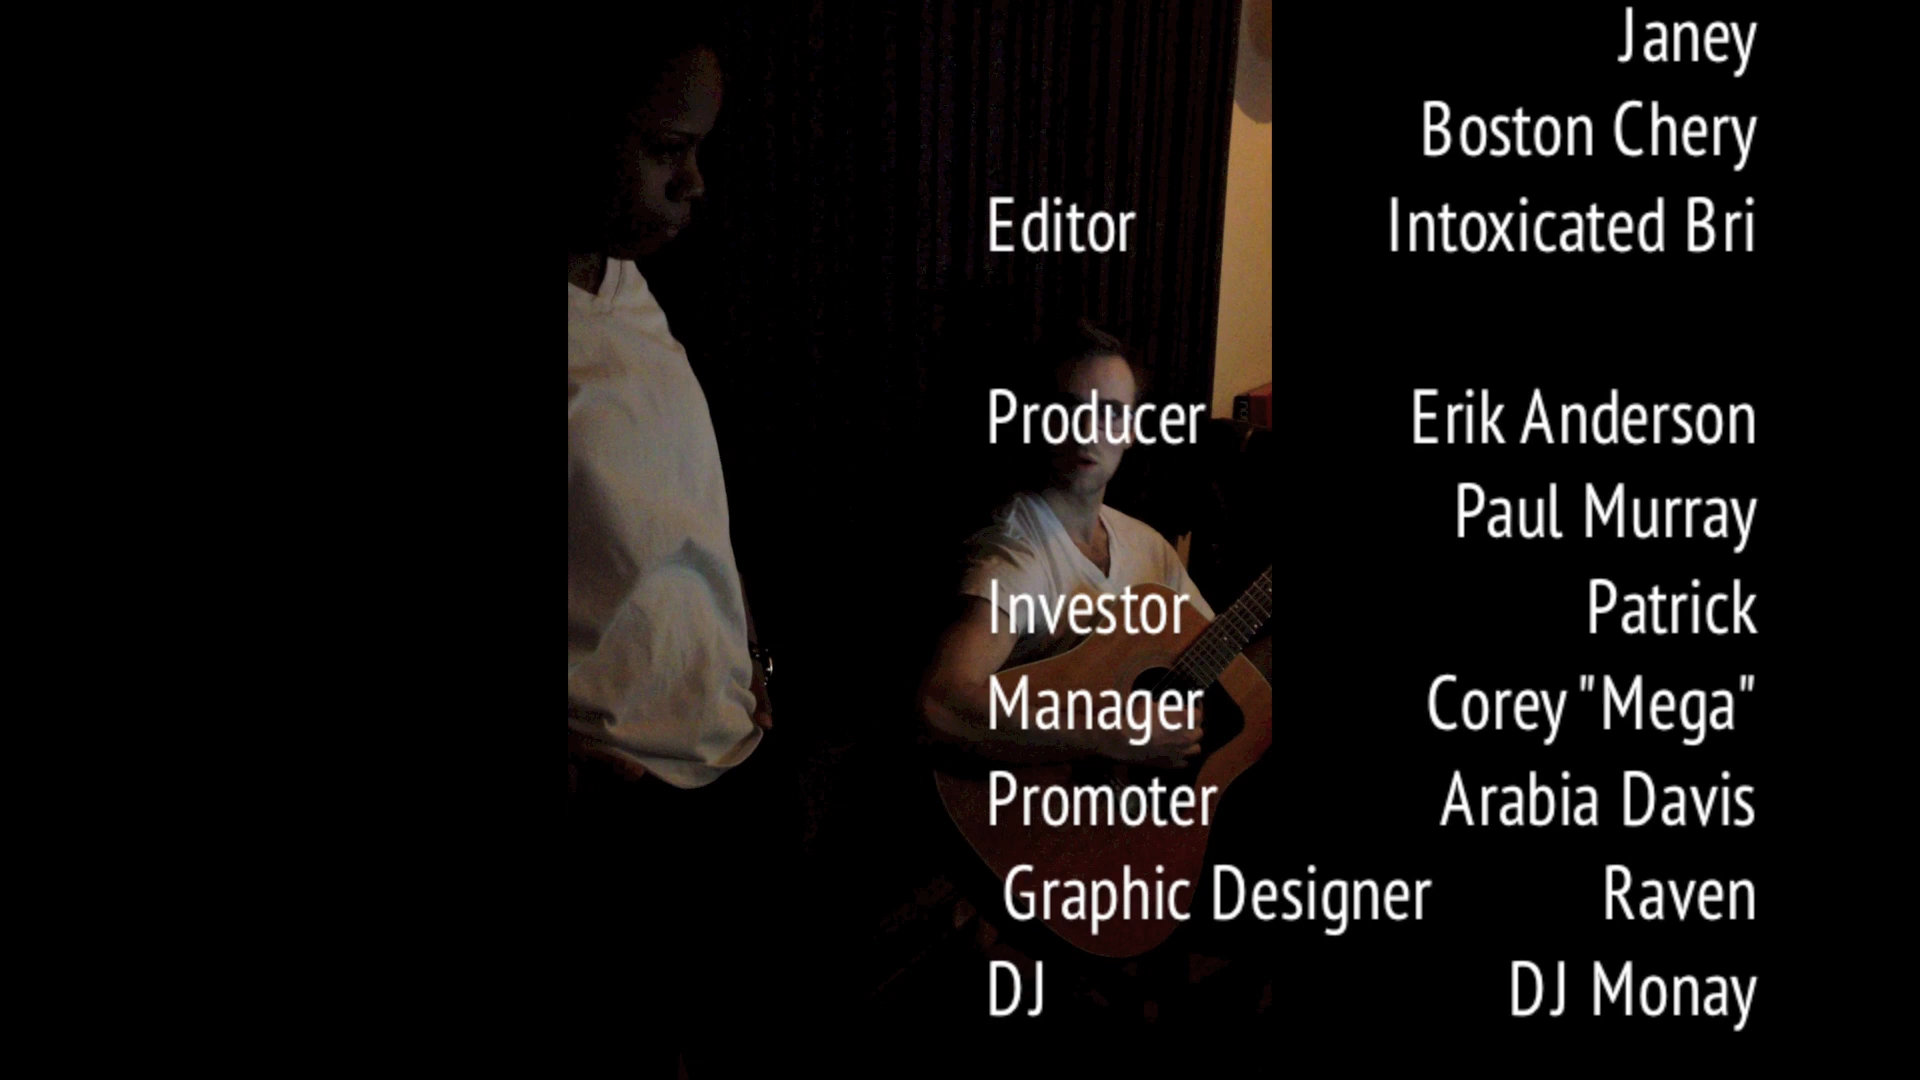 Janey
Boston Chery
Editor Intoxicated Bri
Producer Erik Anderson
Paul Murray
Investor Patrick
Manager Corey "Mega"
Promoter Arabia Davis
Graphic Designer Raven
DJ DJ Monay